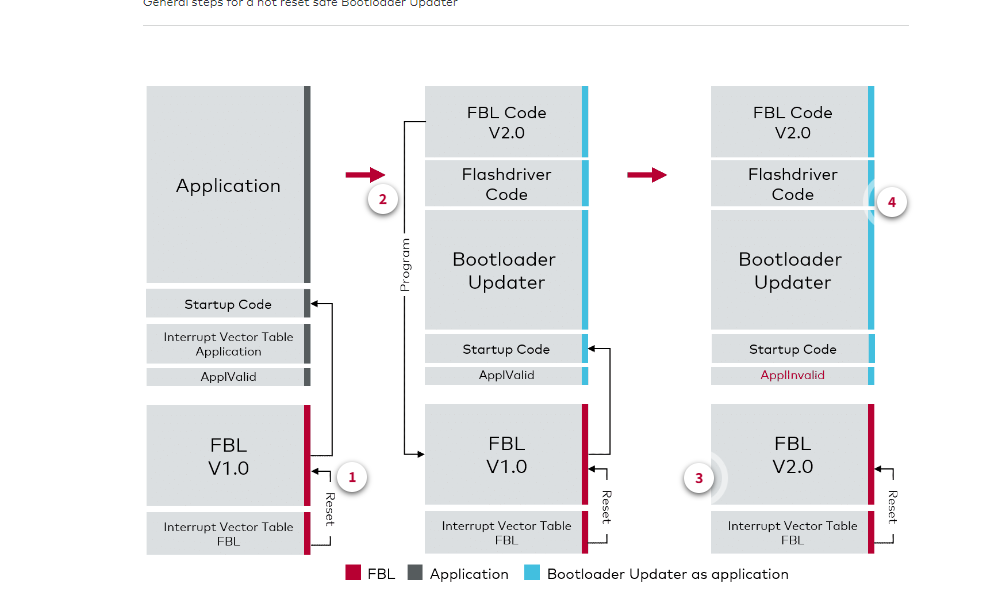 General steps for a not reset safe Bootloader Updater
Application
Startup Code
Interrupt Vector Table
Application
ApplValid
FBL
V1.0
Interrupt Vector Table
FBL
1
Reset
2
Program
FBL Code
V2.0
Flashdriver
Code
Bootloader
Updater
Startup Code
ApplValid
FBL
V1.0
Interrupt Vector Table
FBL
Reset
3
FBL Code
V2.0
Flashdriver
Code
4
Bootloader
Updater
Startup Code
ApplInvalid
FBL
V2.0
Interrupt Vector Table
FBL
Reset
FBL
Application
Bootloader Updater as application